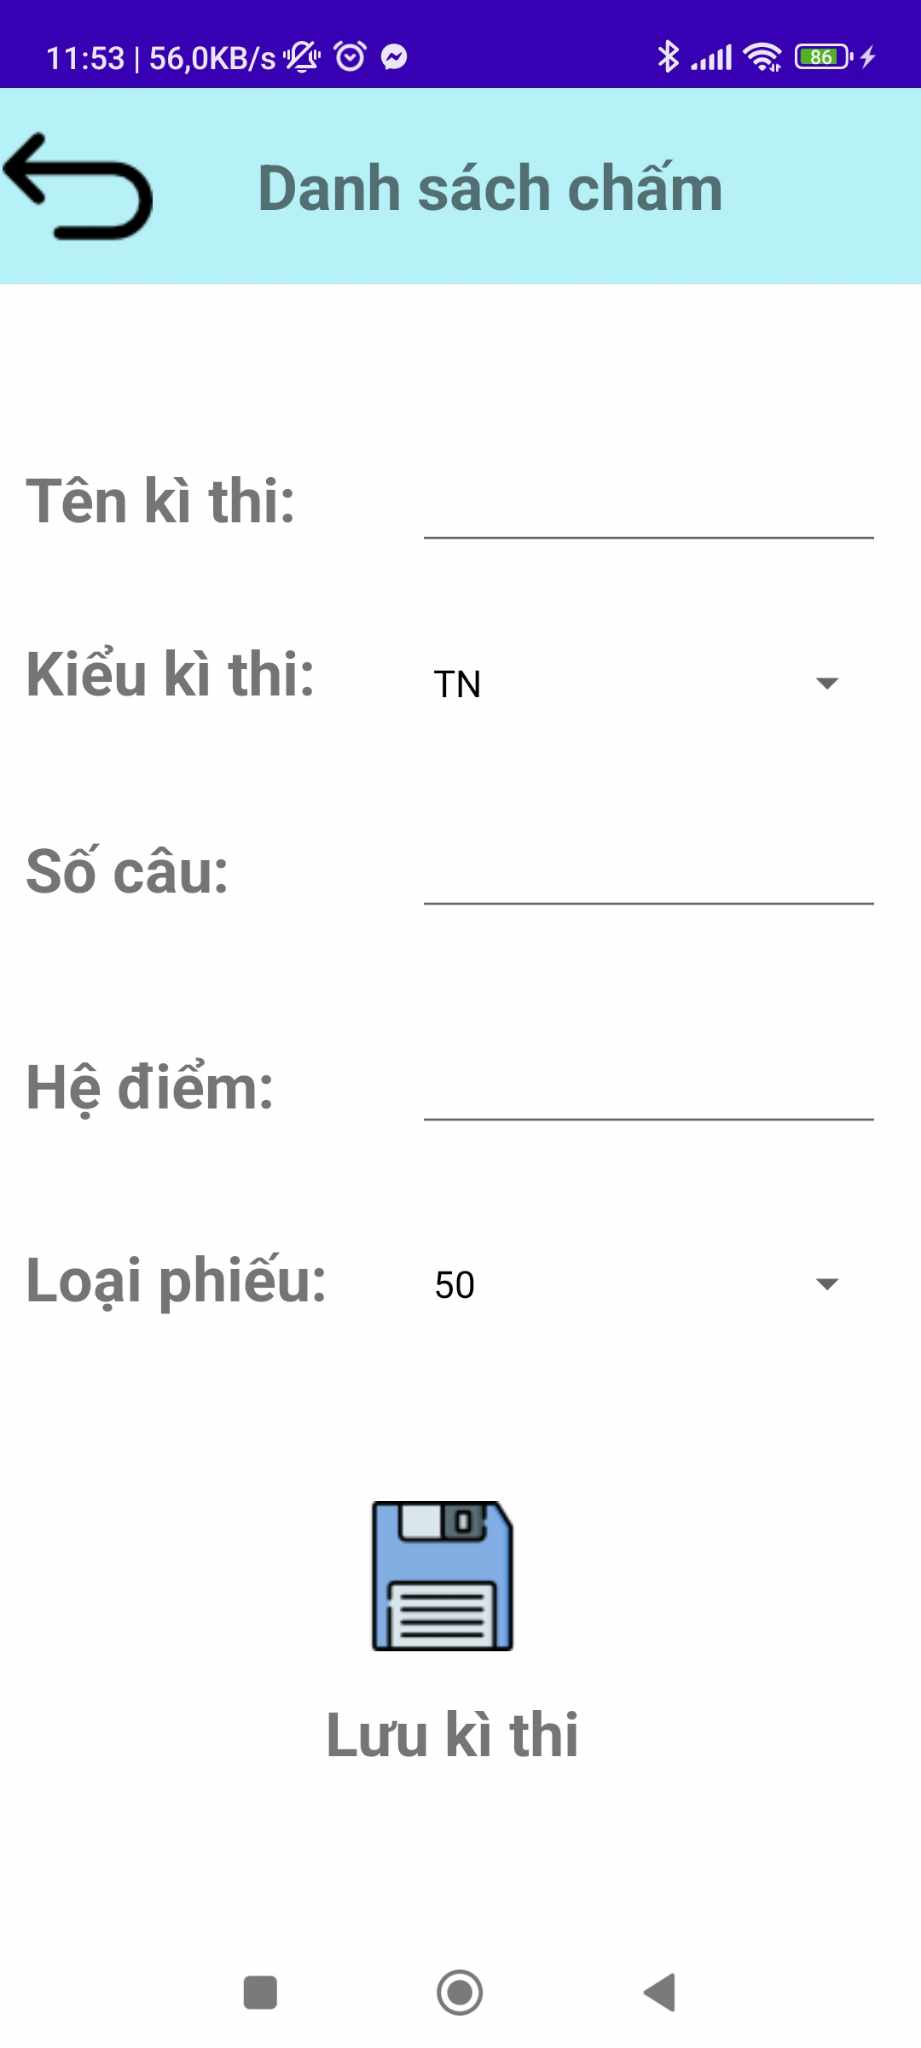 11:53 | 56,0KB/s 86
Danh sách chấm
Tên kì thi:
Kiểu kì thi: TN
Số câu:
Hệ điểm:
Loại phiếu: 50
Lưu kì thi